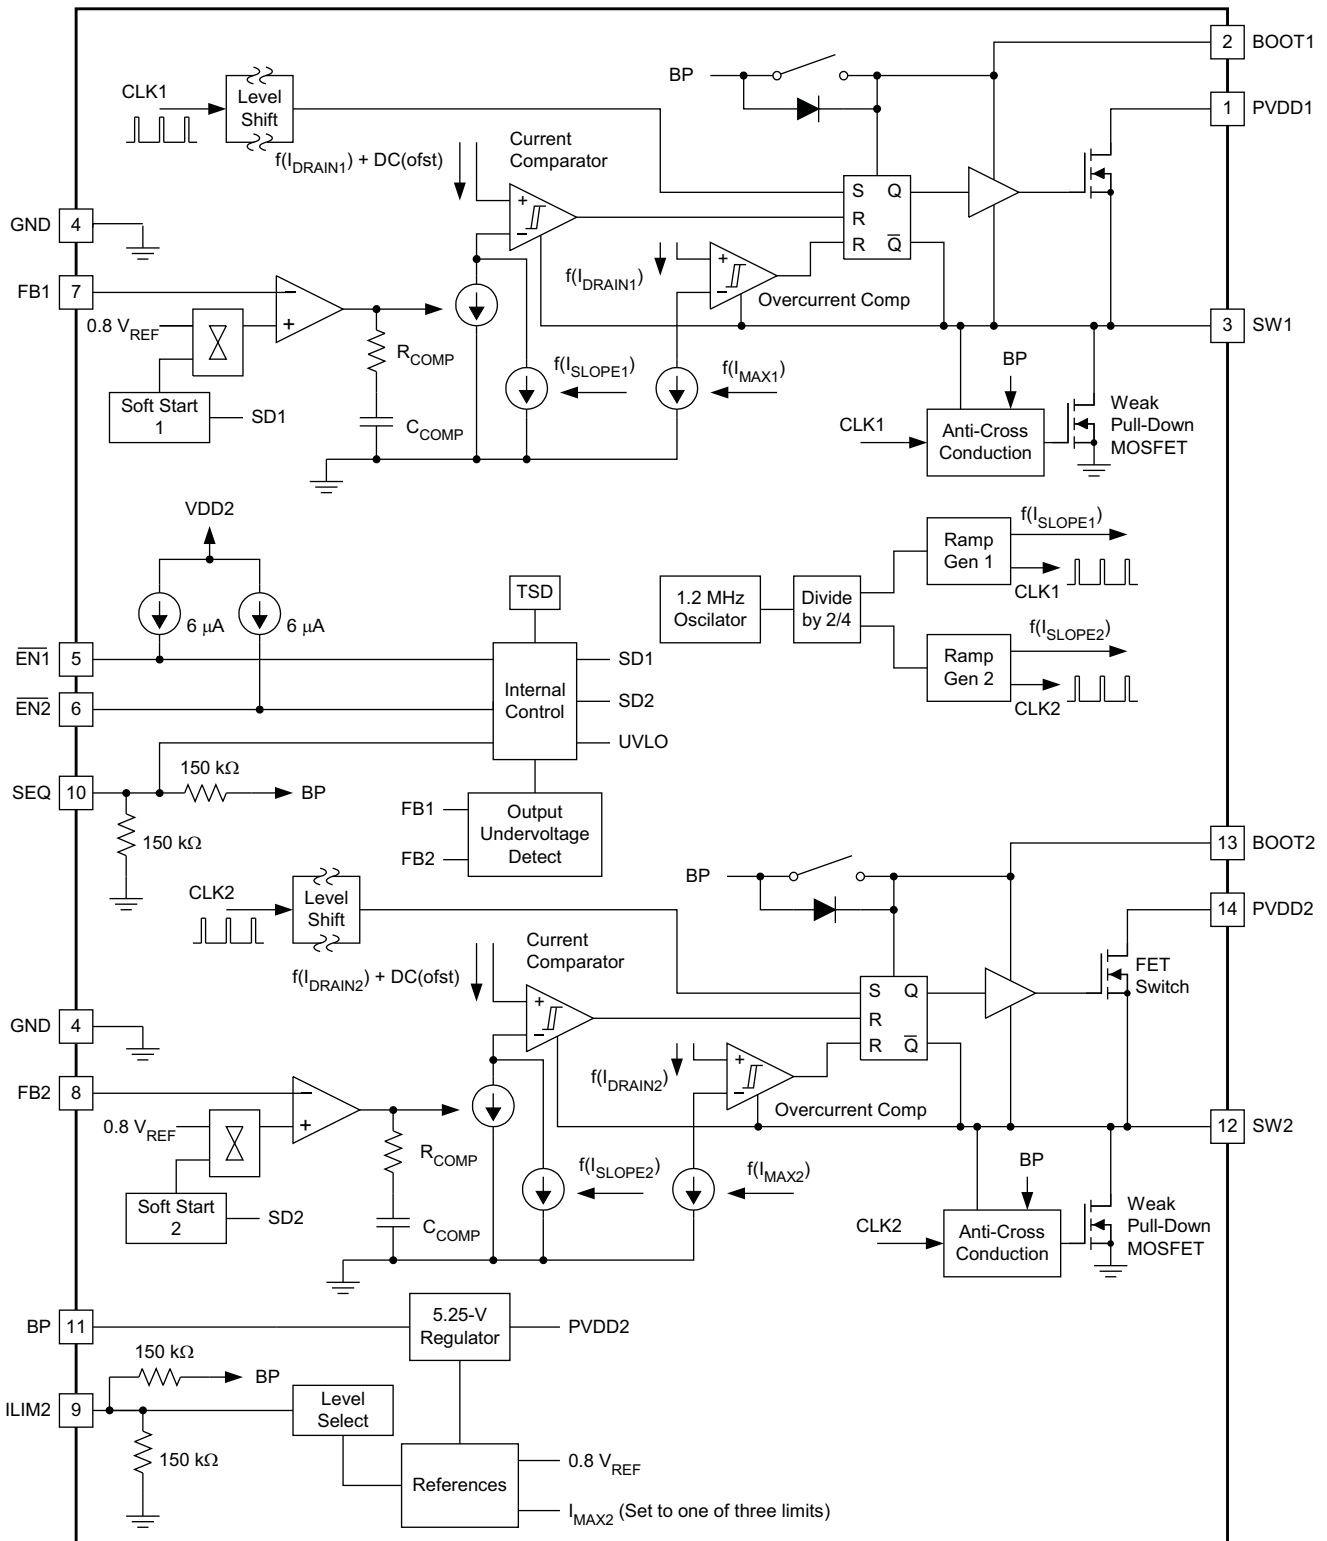 2 BOOT1
BP
CLK1
Level
Shift
1 PVDD1
f(I_DRAIN1) + DC(ofst)
Current
Comparator
+
–
S Q
R
R Q̅
GND 4
f(I_DRAIN1)
+
–
Overcurrent Comp
FB1 7
–
+
0.8 V_REF
3 SW1
R_COMP
f(I_SLOPE1)
f(I_MAX1)
BP
Soft Start
1
SD1
C_COMP
CLK1
Anti-Cross
Conduction
Weak
Pull-Down
MOSFET
VDD2
6 µA
6 µA
TSD
1.2 MHz
Oscilator
Divide
by 2/4
Ramp
Gen 1
f(I_SLOPE1)
CLK1
Ramp
Gen 2
f(I_SLOPE2)
CLK2
E̅N̅1̅ 5
E̅N̅2̅ 6
Internal
Control
SD1
SD2
UVLO
SEQ 10
150 kΩ
BP
150 kΩ
FB1
FB2
Output
Undervoltage
Detect
13 BOOT2
BP
CLK2
Level
Shift
14 PVDD2
FET
Switch
f(I_DRAIN2) + DC(ofst)
Current
Comparator
+
–
S Q
R
R Q̅
GND 4
f(I_DRAIN2)
+
–
Overcurrent Comp
FB2 8
–
+
0.8 V_REF
12 SW2
R_COMP
f(I_SLOPE2)
f(I_MAX2)
BP
Soft Start
2
SD2
C_COMP
CLK2
Anti-Cross
Conduction
Weak
Pull-Down
MOSFET
BP 11
5.25-V
Regulator
PVDD2
150 kΩ
BP
ILIM2 9
Level
Select
150 kΩ
References
0.8 V_REF
I_MAX2 (Set to one of three limits)